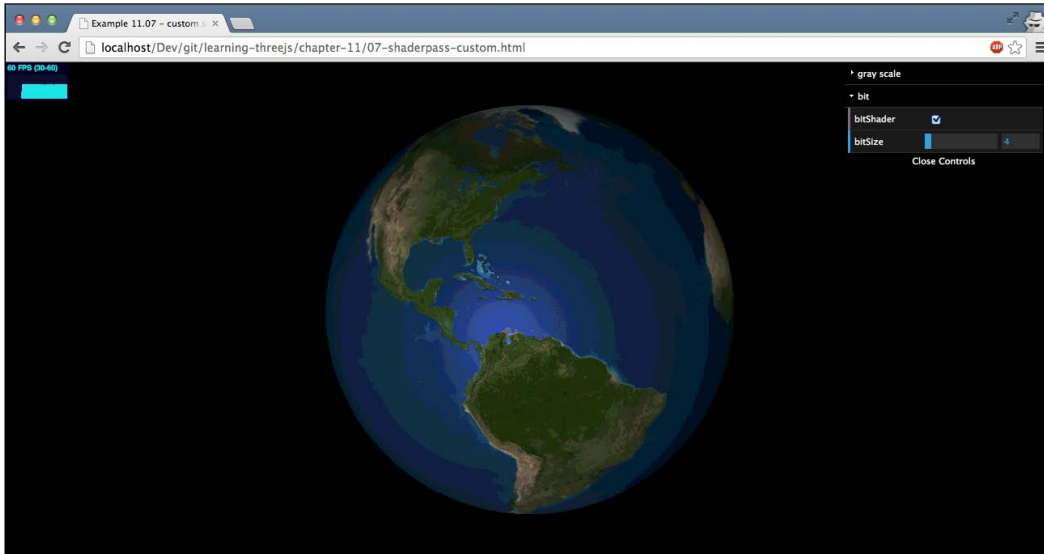 Example 11.07 – custom s
localhost/Dev/git/learning-threejs/chapter-11/07-shaderpass-custom.html
ABP
60 FPS (30-60)
gray scale
bit
bitShader
bitSize 4
Close Controls